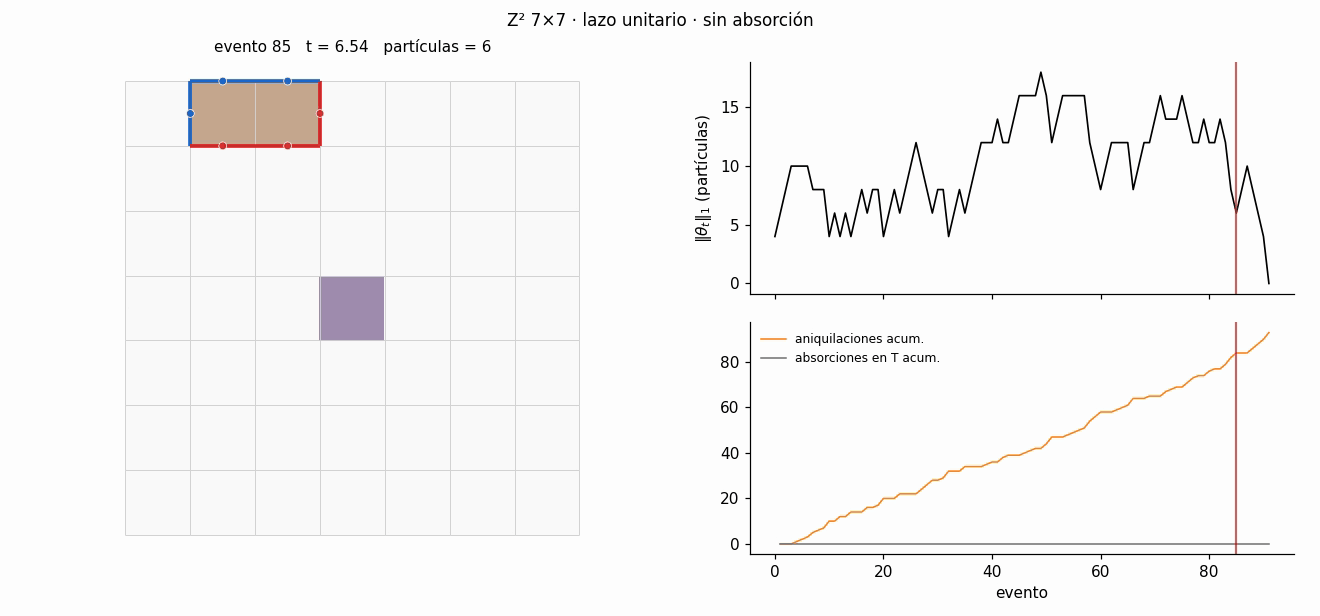 Z² 7×7 · lazo unitario · sin absorción
evento 85 t = 6.54 partículas = 6
‖θₜ‖₁ (partículas)
15
10
5
0
aniquilaciones acum.
absorciones en T acum.
80
60
40
20
0
0 20 40 60 80
evento